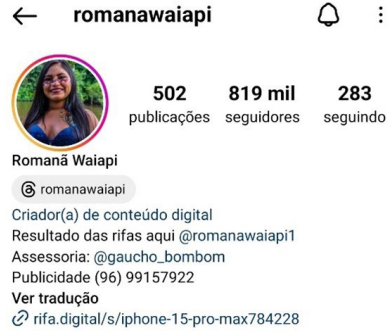 romanawaiapi
502 819 mil 283
publicações seguidores seguindo
Romanã Waiapi
romanawaiapi
Criador(a) de conteúdo digital
Resultado das rifas aqui @romanawaiapi1
Assessoria: @gaucho_bombom
Publicidade (96) 99157922
Ver tradução
rifa.digital/s/iphone-15-pro-max784228